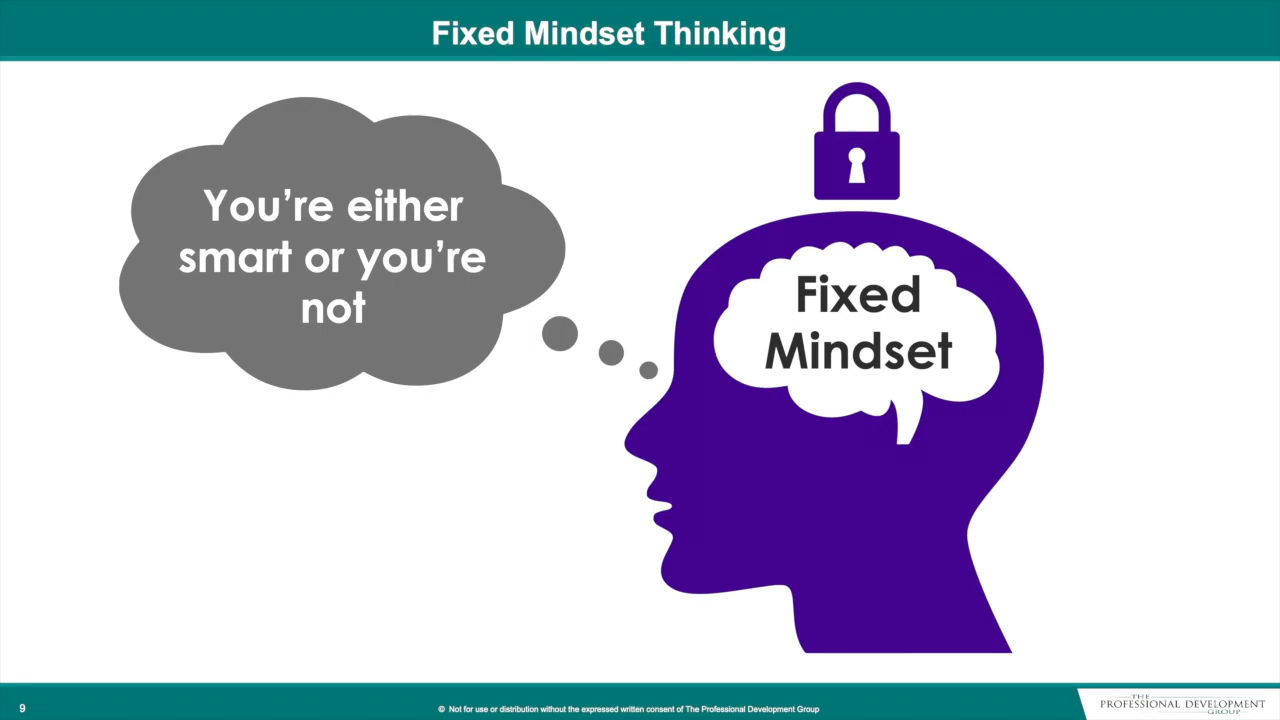 Fixed Mindset Thinking
You’re either
smart or you’re
not
Fixed
Mindset
9
© Not for use or distribution without the expressed written consent of The Professional Development Group
THE
PROFESSIONAL DEVELOPMENT
GROUP